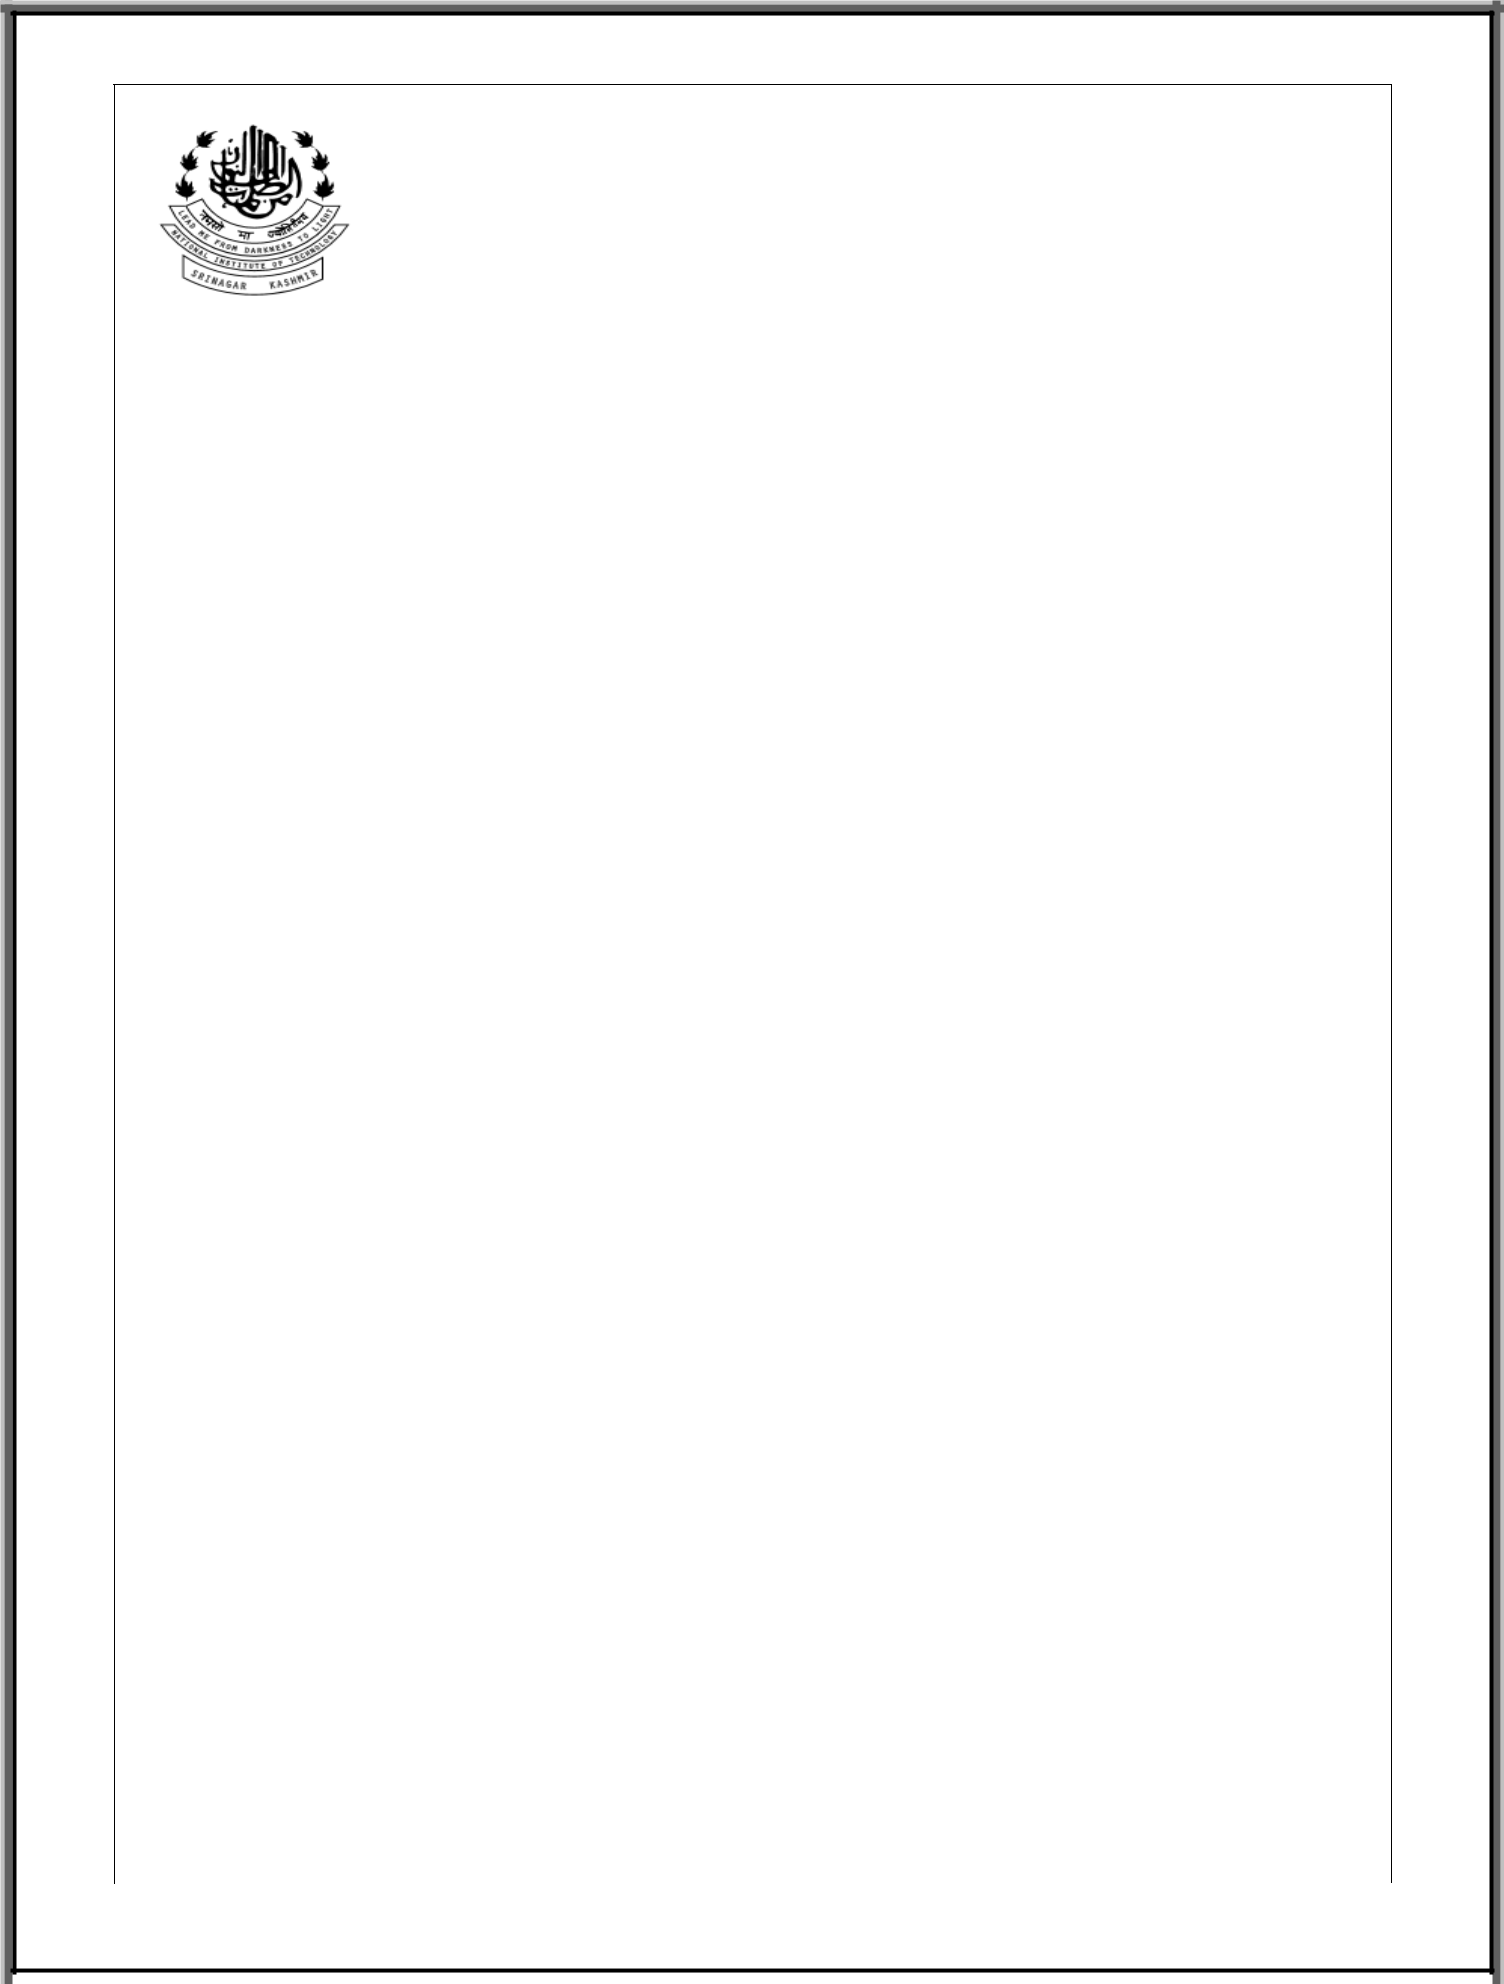 तमसो मा ज्योतिर्गमय
LEAD ME FROM DARKNESS TO LIGHT
NATIONAL INSTITUTE OF TECHNOLOGY
SRINAGAR KASHMIR